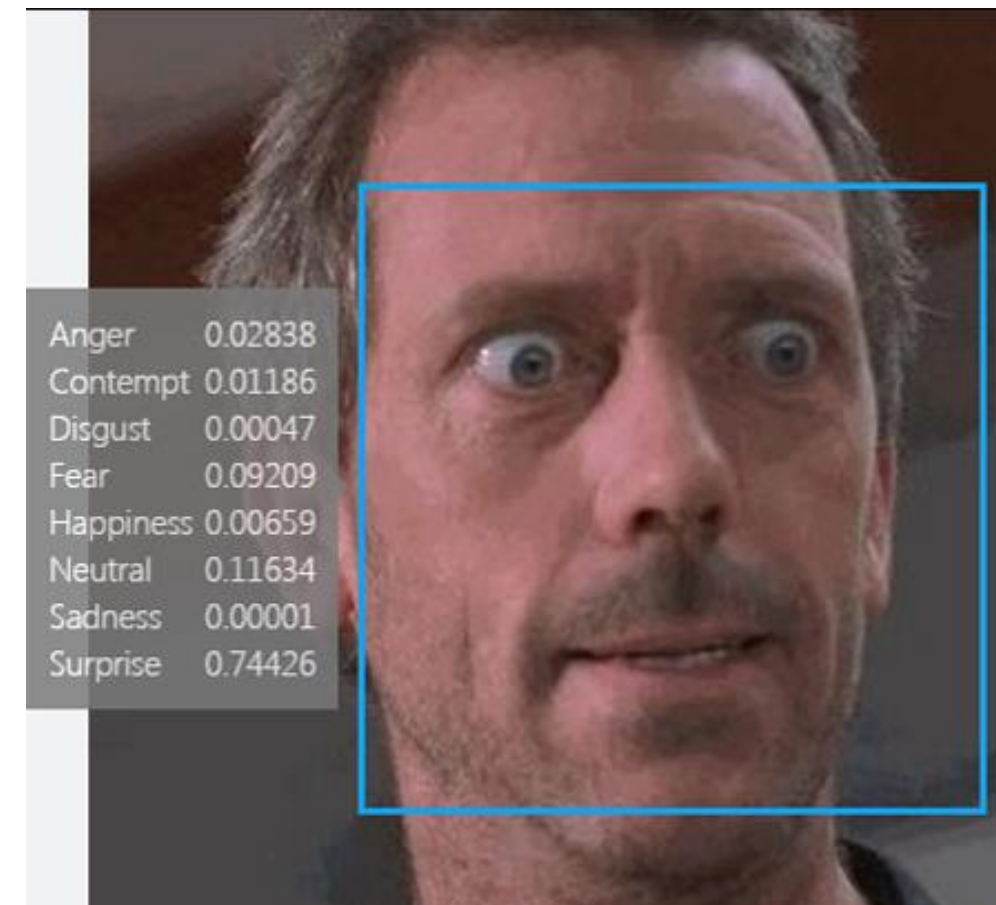 Anger 0.02838
Contempt 0.01186
Disgust 0.00047
Fear 0.09209
Happiness 0.00659
Neutral 0.11634
Sadness 0.00001
Surprise 0.74426